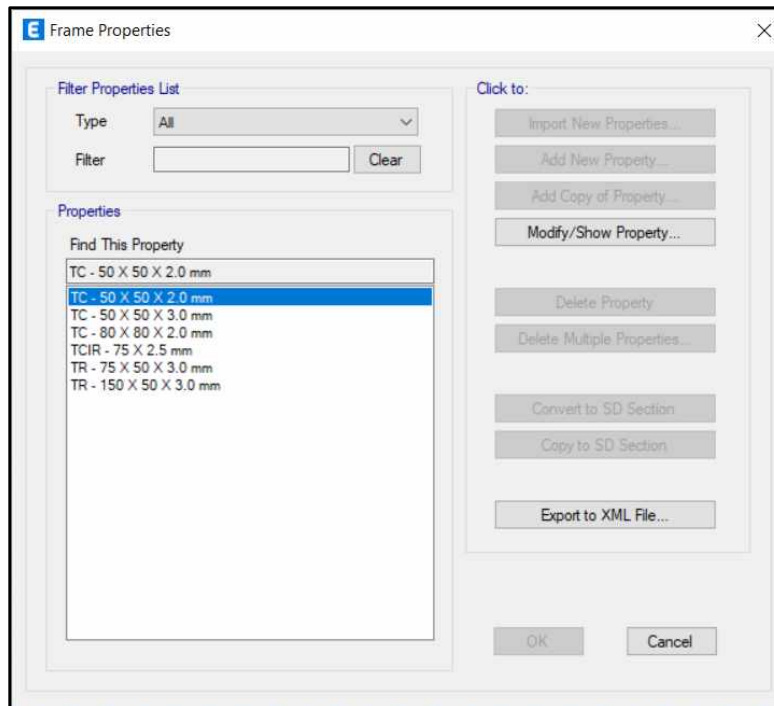 E Frame Properties
Filter Properties List
Type All
Filter Clear
Properties
Find This Property
TC - 50 X 50 X 2.0 mm
TC - 50 X 50 X 2.0 mm
TC - 50 X 50 X 3.0 mm
TC - 80 X 80 X 2.0 mm
TCIR - 75 X 2.5 mm
TR - 75 X 50 X 3.0 mm
TR - 150 X 50 X 3.0 mm
Click to:
Import New Properties...
Add New Property...
Add Copy of Property...
Modify/Show Property...
Delete Property
Delete Multiple Properties...
Convert to SD Section
Copy to SD Section
Export to XML File...
OK Cancel